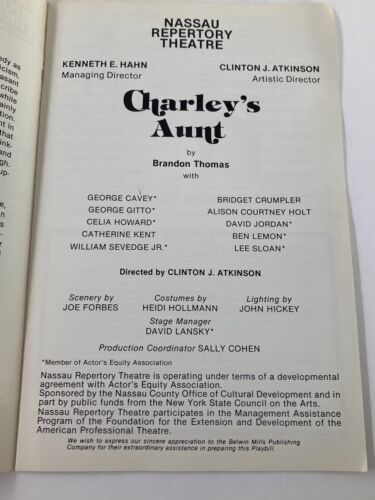 NASSAU
REPERTORY
THEATRE
KENNETH E. HAHN
Managing Director
CLINTON J. ATKINSON
Artistic Director
Charley's
Aunt
by
Brandon Thomas
with
GEORGE CAVEY*
BRIDGET CRUMPLER
GEORGE GITTO*
ALISON COURTNEY HOLT
CELIA HOWARD*
DAVID JORDAN*
CATHERINE KENT
BEN LEMON*
WILLIAM SEVEDGE JR.*
LEE SLOAN*
Directed by CLINTON J. ATKINSON
Scenery by
JOE FORBES
Costumes by
HEIDI HOLLMANN
Lighting by
JOHN HICKEY
Stage Manager
DAVID LANSKY*
Production Coordinator SALLY COHEN
*Member of Actor's Equity Association
Nassau Repertory Theatre is operating under terms of a developmental
agreement with Actor's Equity Association.
Sponsored by the Nassau County Office of Cultural Development and in
part by public funds from the New York State Council on the Arts.
Nassau Repertory Theatre participates in the Management Assistance
Program of the Foundation for the Extension and Development of the
American Professional Theatre.
We wish to express our sincere appreciation to the Belwin Mills Publishing
Company for their extraordinary assistance in preparing this Playbill.